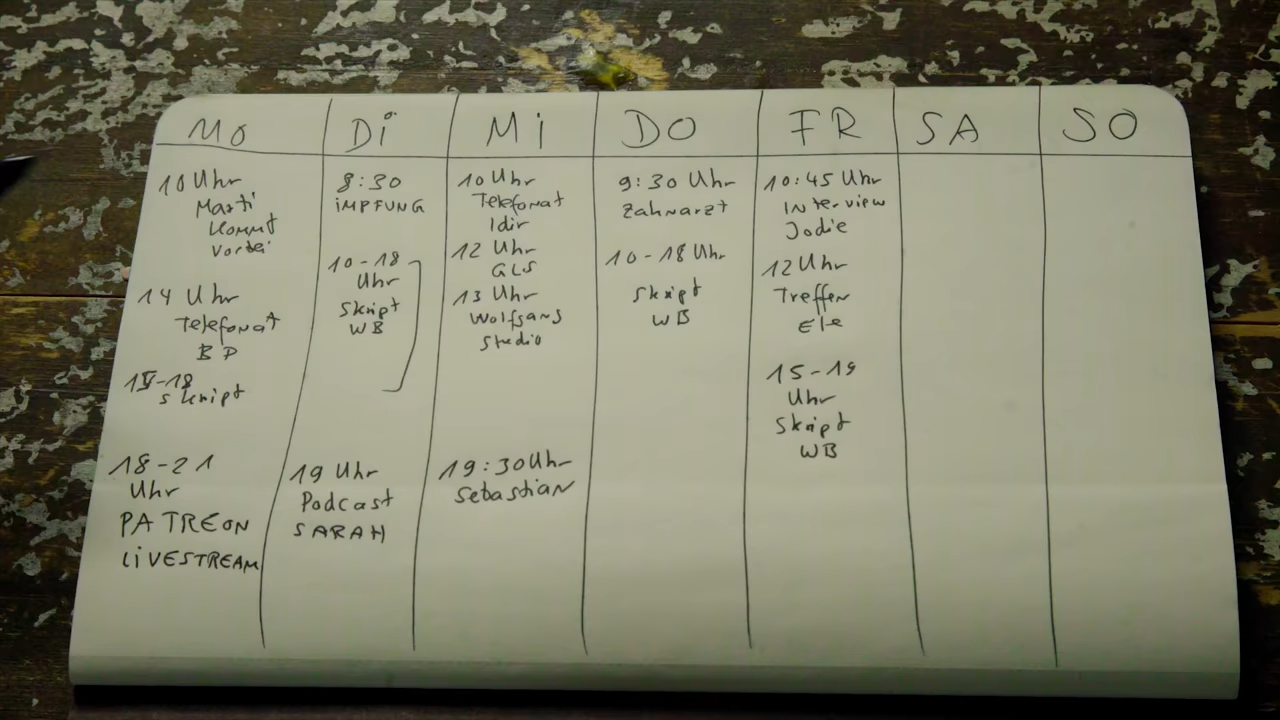 MO
DI
MI
DO
FR
SA
SO
10 Uhr
Marti
kommt
vorbei
14 Uhr
Telefonat
BP
15-18
Skript
18-21
Uhr
PATREON
LIVESTREAM
8:30
IMPFUNG
10-18
Uhr
Skript
WB
19 Uhr
Podcast
SARAH
10 Uhr
Telefonat
Idir
12 Uhr
GLS
13 Uhr
Wolfgang
Studio
19:30 Uhr
Sebastian
9:30 Uhr
Zahnarzt
10-18 Uhr
Skript
WB
10:45 Uhr
Interview
Jodie
12 Uhr
Treffen
Ele
15-19
Uhr
Skript
WB